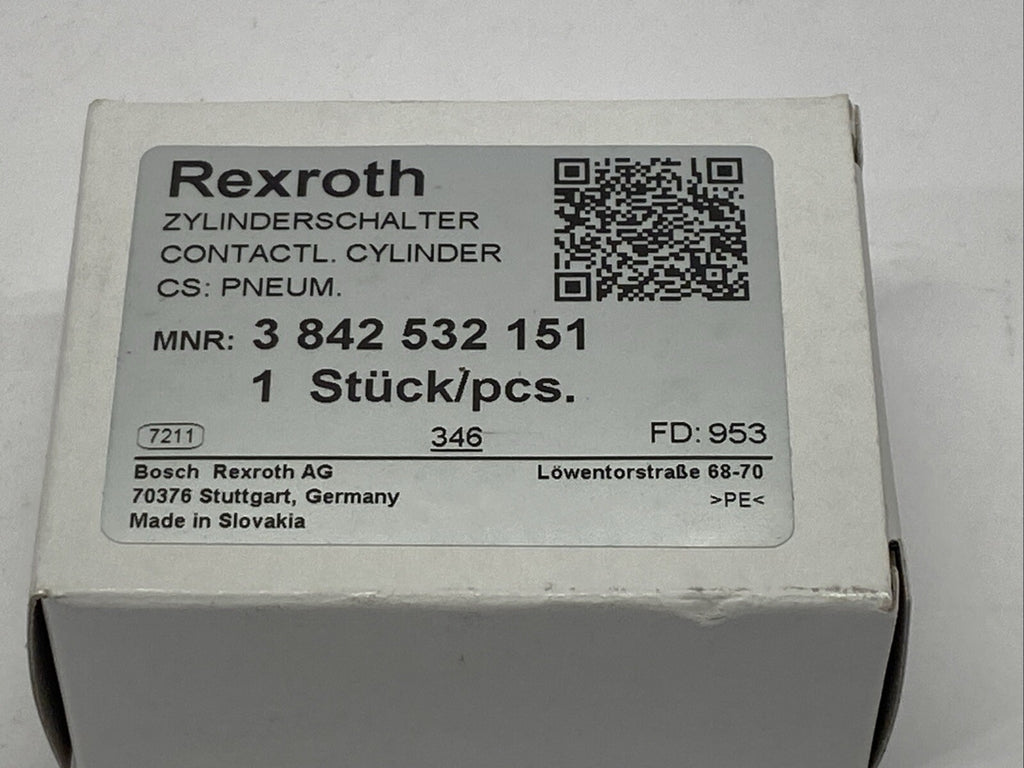 Rexroth
ZYLINDERSCHALTER
CONTACTL. CYLINDER
CS: PNEUM.
MNR: 3 842 532 151
1 Stück/pcs.
7211 346 FD: 953
Bosch Rexroth AG Löwentorstraße 68-70
70376 Stuttgart, Germany >PE<
Made in Slovakia